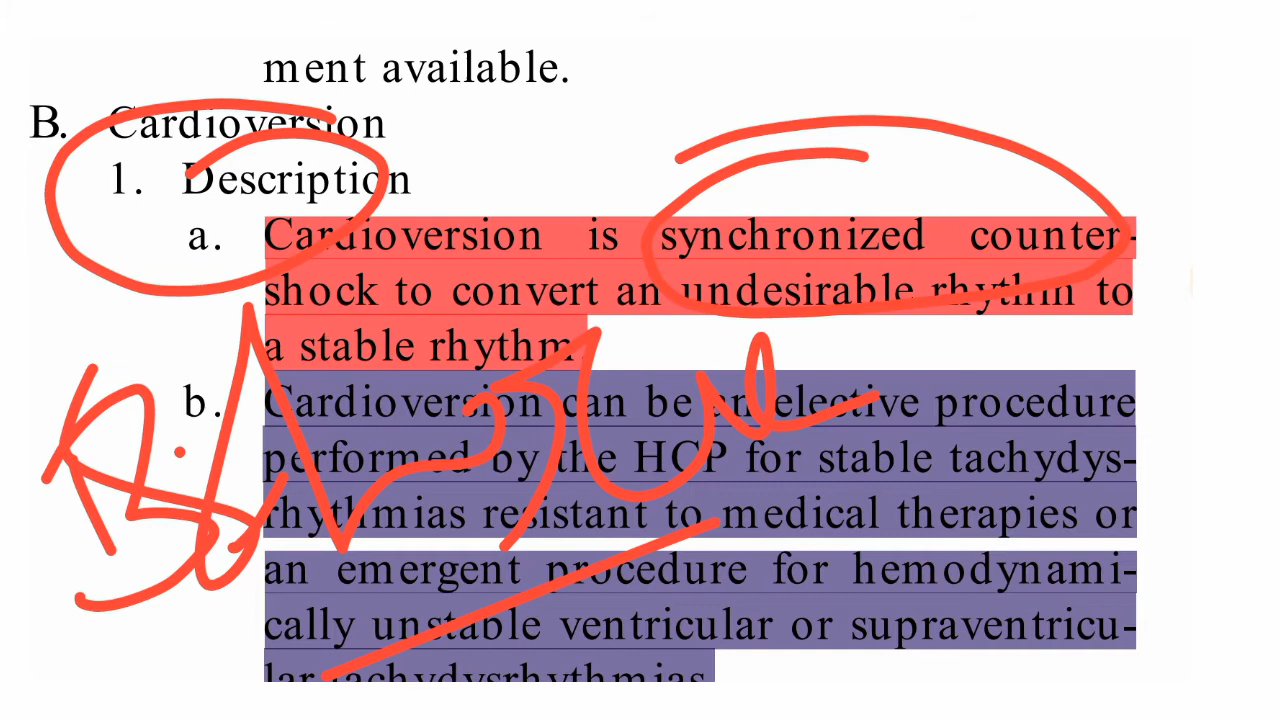 ment available.
B. Cardioversion
1. Description
a. Cardioversion is synchronized counter-
shock to convert an undesirable rhythm to
a stable rhythm.
b. Cardioversion can be an elective procedure
performed by the HCP for stable tachydys-
rhythmias resistant to medical therapies or
an emergent procedure for hemodynami-
cally unstable ventricular or supraventricu-
lar tachydysrhythmias.